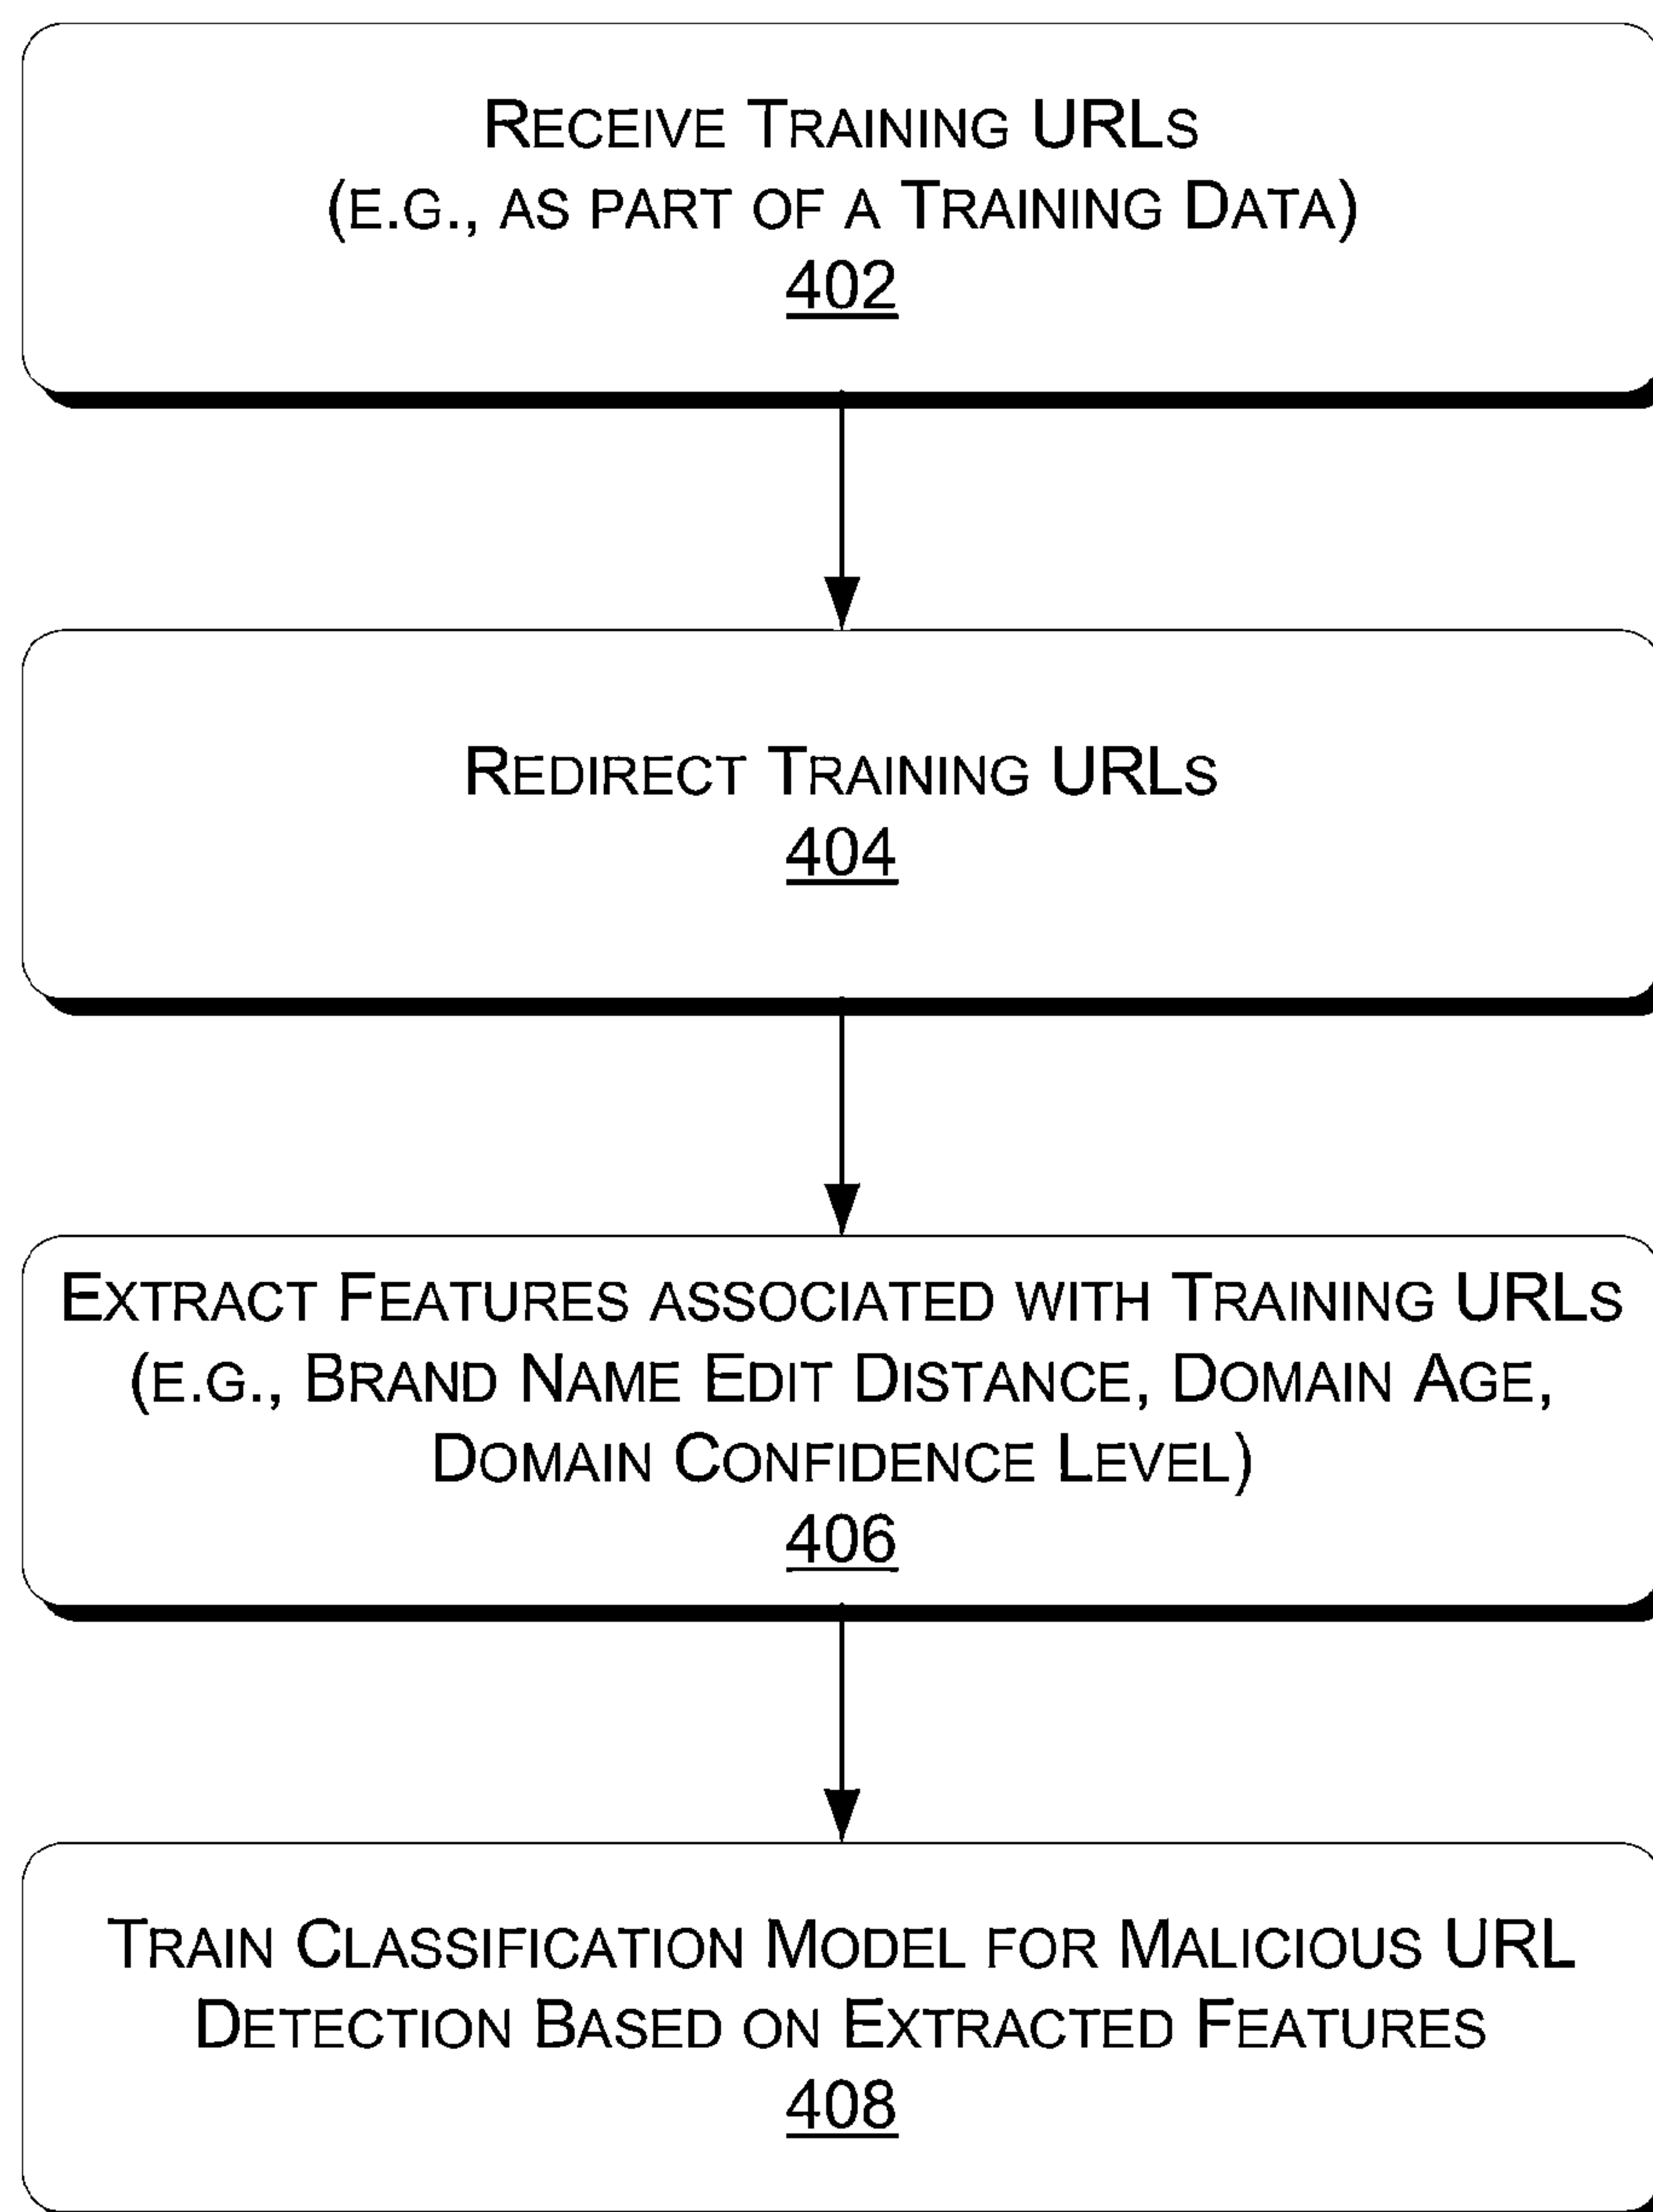 RECEIVE TRAINING URLS
(E.G., AS PART OF A TRAINING DATA)
402
REDIRECT TRAINING URLS
404
EXTRACT FEATURES ASSOCIATED WITH TRAINING URLS
(E.G., BRAND NAME EDIT DISTANCE, DOMAIN AGE,
DOMAIN CONFIDENCE LEVEL)
406
TRAIN CLASSIFICATION MODEL FOR MALICIOUS URL
DETECTION BASED ON EXTRACTED FEATURES
408